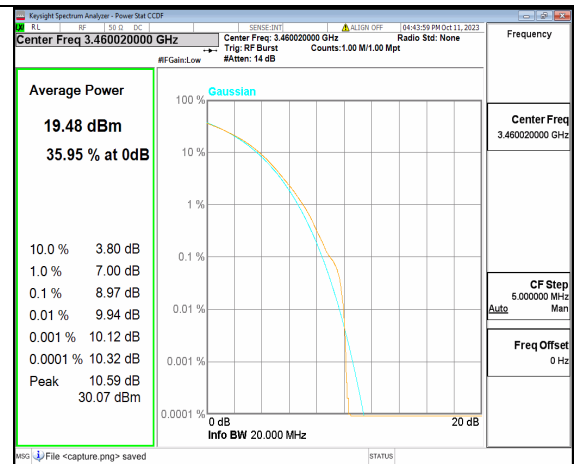 Keysight Spectrum Analyzer - Power Stat CCDF
RL RF 50 Ω DC SENSE:INT ALIGN OFF 04:43:59 PM Oct 11, 2023
Center Freq 3.460020000 GHz
Center Freq: 3.460020000 GHz Radio Std: None
Trig: RF Burst Counts:1.00 M/1.00 Mpt
#IFGain:Low #Atten: 14 dB
Frequency
Average Power
19.48 dBm
35.95 % at 0dB
10.0 % 3.80 dB
1.0 % 7.00 dB
0.1 % 8.97 dB
0.01 % 9.94 dB
0.001 % 10.12 dB
0.0001 % 10.32 dB
Peak 10.59 dB
30.07 dBm
Gaussian
100 %
10 %
1 %
0.1 %
0.01 %
0.001 %
0.0001 %
0 dB 20 dB
Info BW 20.000 MHz
Center Freq
3.460020000 GHz
CF Step
5.000000 MHz
Auto Man
Freq Offset
0 Hz
MSG File <capture.png> saved STATUS